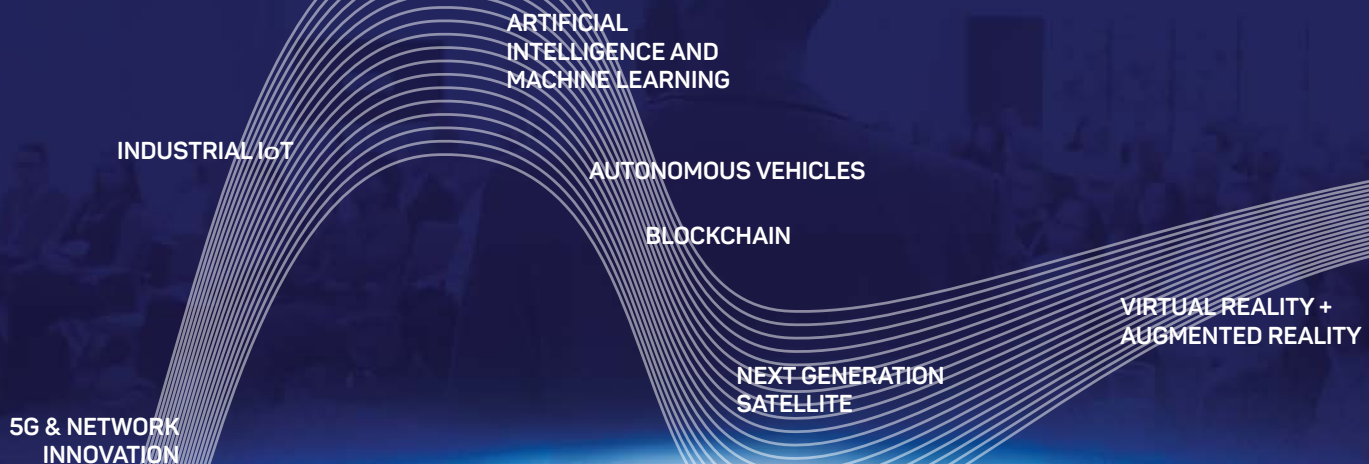 ARTIFICIAL
INTELLIGENCE AND
MACHINE LEARNING
INDUSTRIAL IoT
AUTONOMOUS VEHICLES
BLOCKCHAIN
VIRTUAL REALITY +
AUGMENTED REALITY
NEXT GENERATION
SATELLITE
5G & NETWORK
INNOVATION